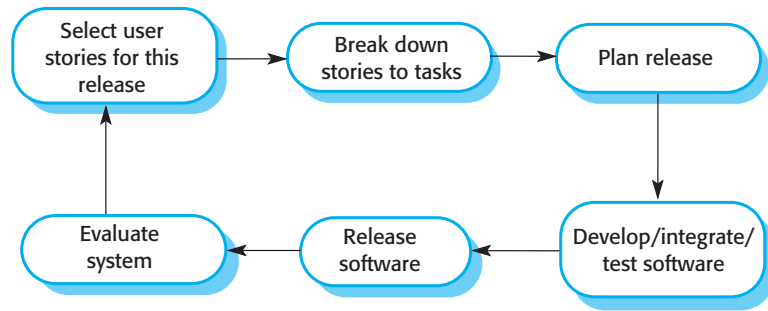 Select user
stories for this
release
Break down
stories to tasks
Plan release
Evaluate
system
Release
software
Develop/integrate/
test software